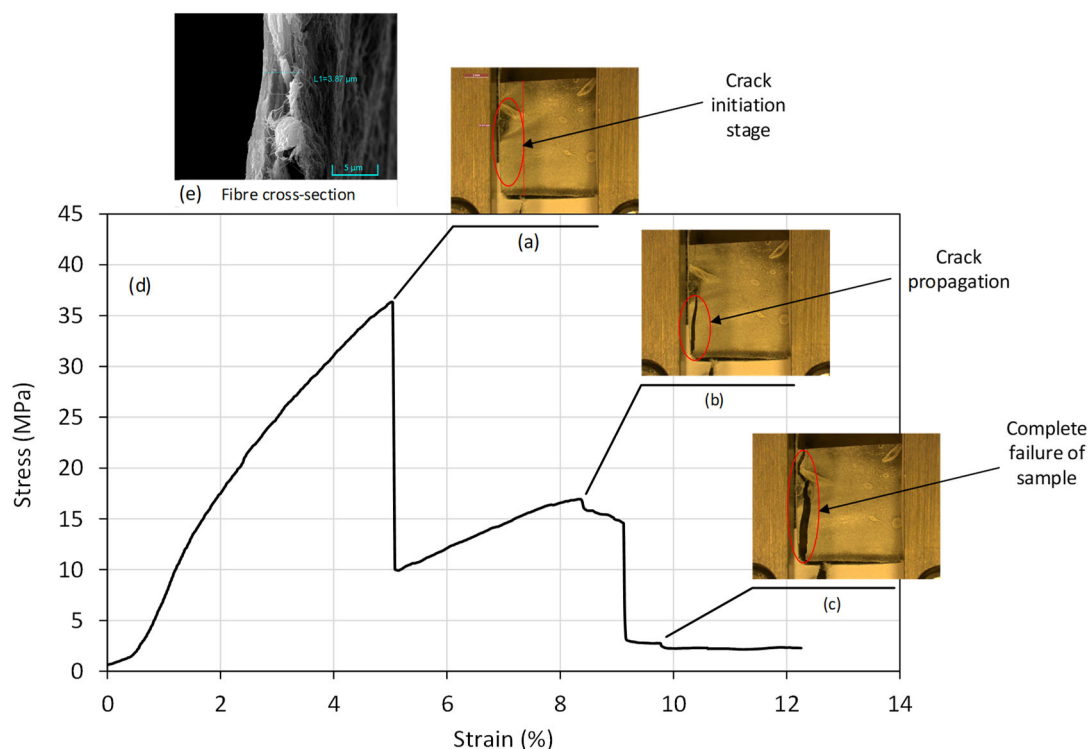 L1=3.87 µm
5 µm
(e) Fibre cross-section
Crack
initiation
stage
(a)
Crack
propagation
(b)
Complete
failure of
sample
(c)
(d)
Stress (MPa)
45
40
35
30
25
20
15
10
5
0
0 2 4 6 8 10 12 14
Strain (%)